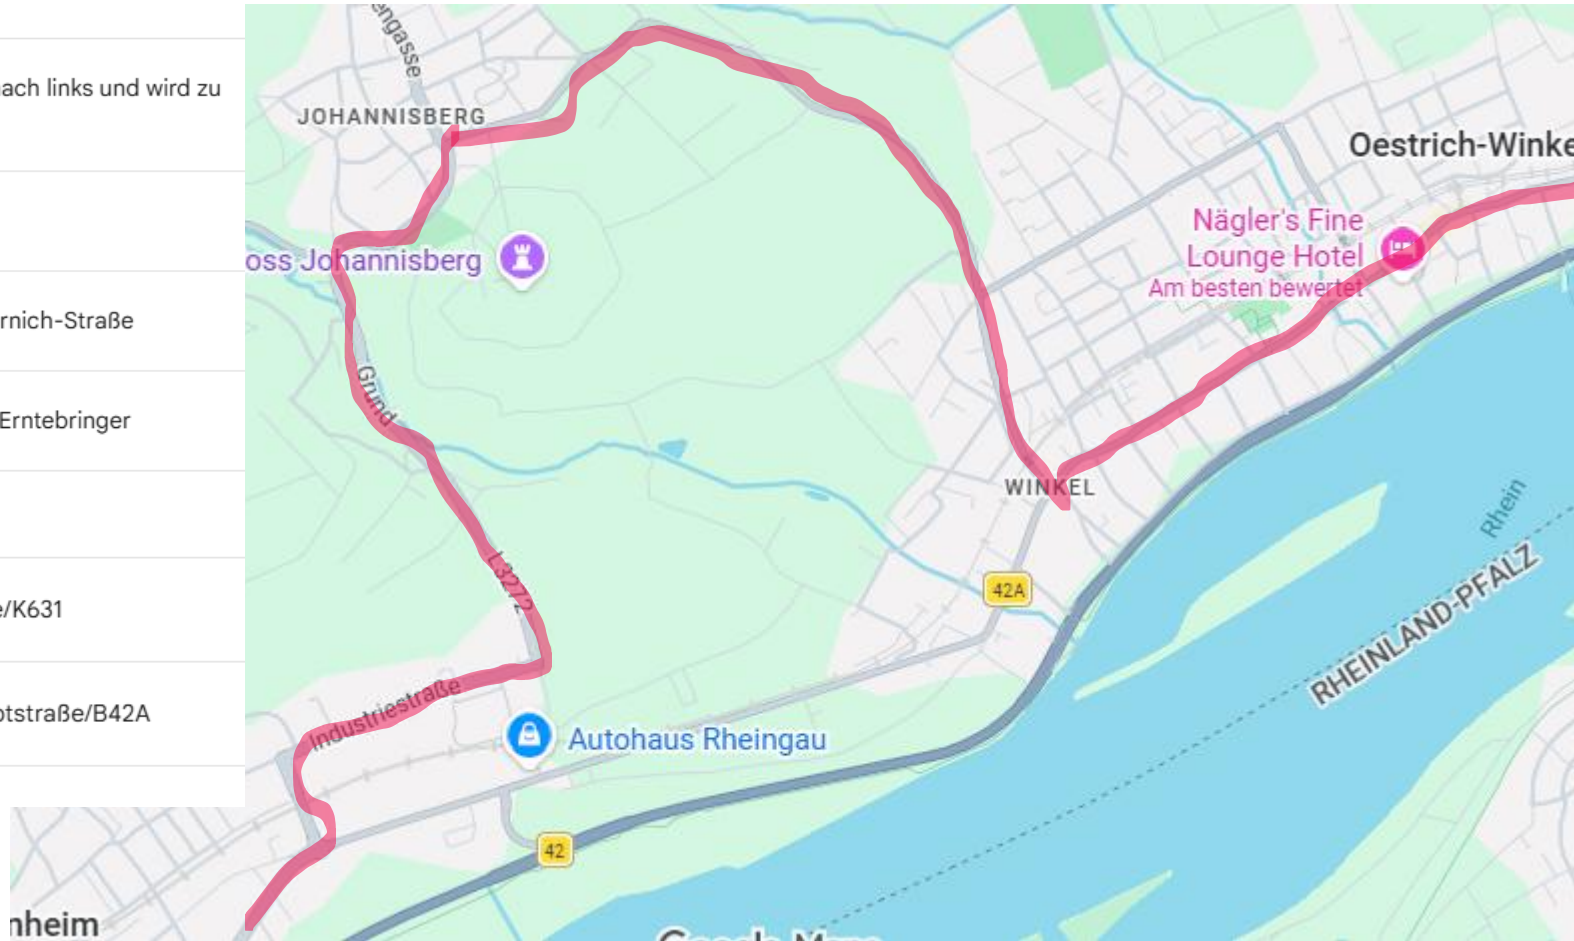 ach links und wird zu
rnich-Straße
Erntebringer
e/K631
otstraße/B42A
engasse
JOHANNISBERG
oss Johannisberg
Grund
L3272
Industriestraße
Autohaus Rheingau
42
nheim
WINKEL
42A
Oestrich-Winke
Nägler's Fine
Lounge Hotel
Am besten bewertet
Rhein
RHEINLAND-PFALZ